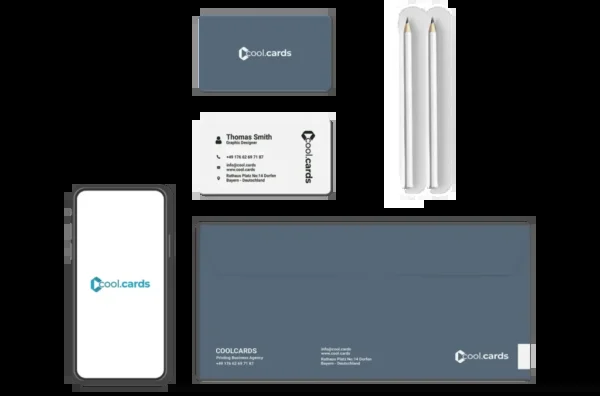 cool.cards
Thomas Smith
Graphic Designer
+49 176 62 69 71 87
info@cool.cards
www.cool.cards
Rathaus Platz No:14 Dorfen
Bayern - Deutschland
cool.cards
cool.cards
COOLCARDS
Printing Business Agency
+49 176 62 69 71 87
info@cool.cards
www.cool.cards
Rathaus Platz No:14 Dorfen
Bayern - Deutschland
cool.cards